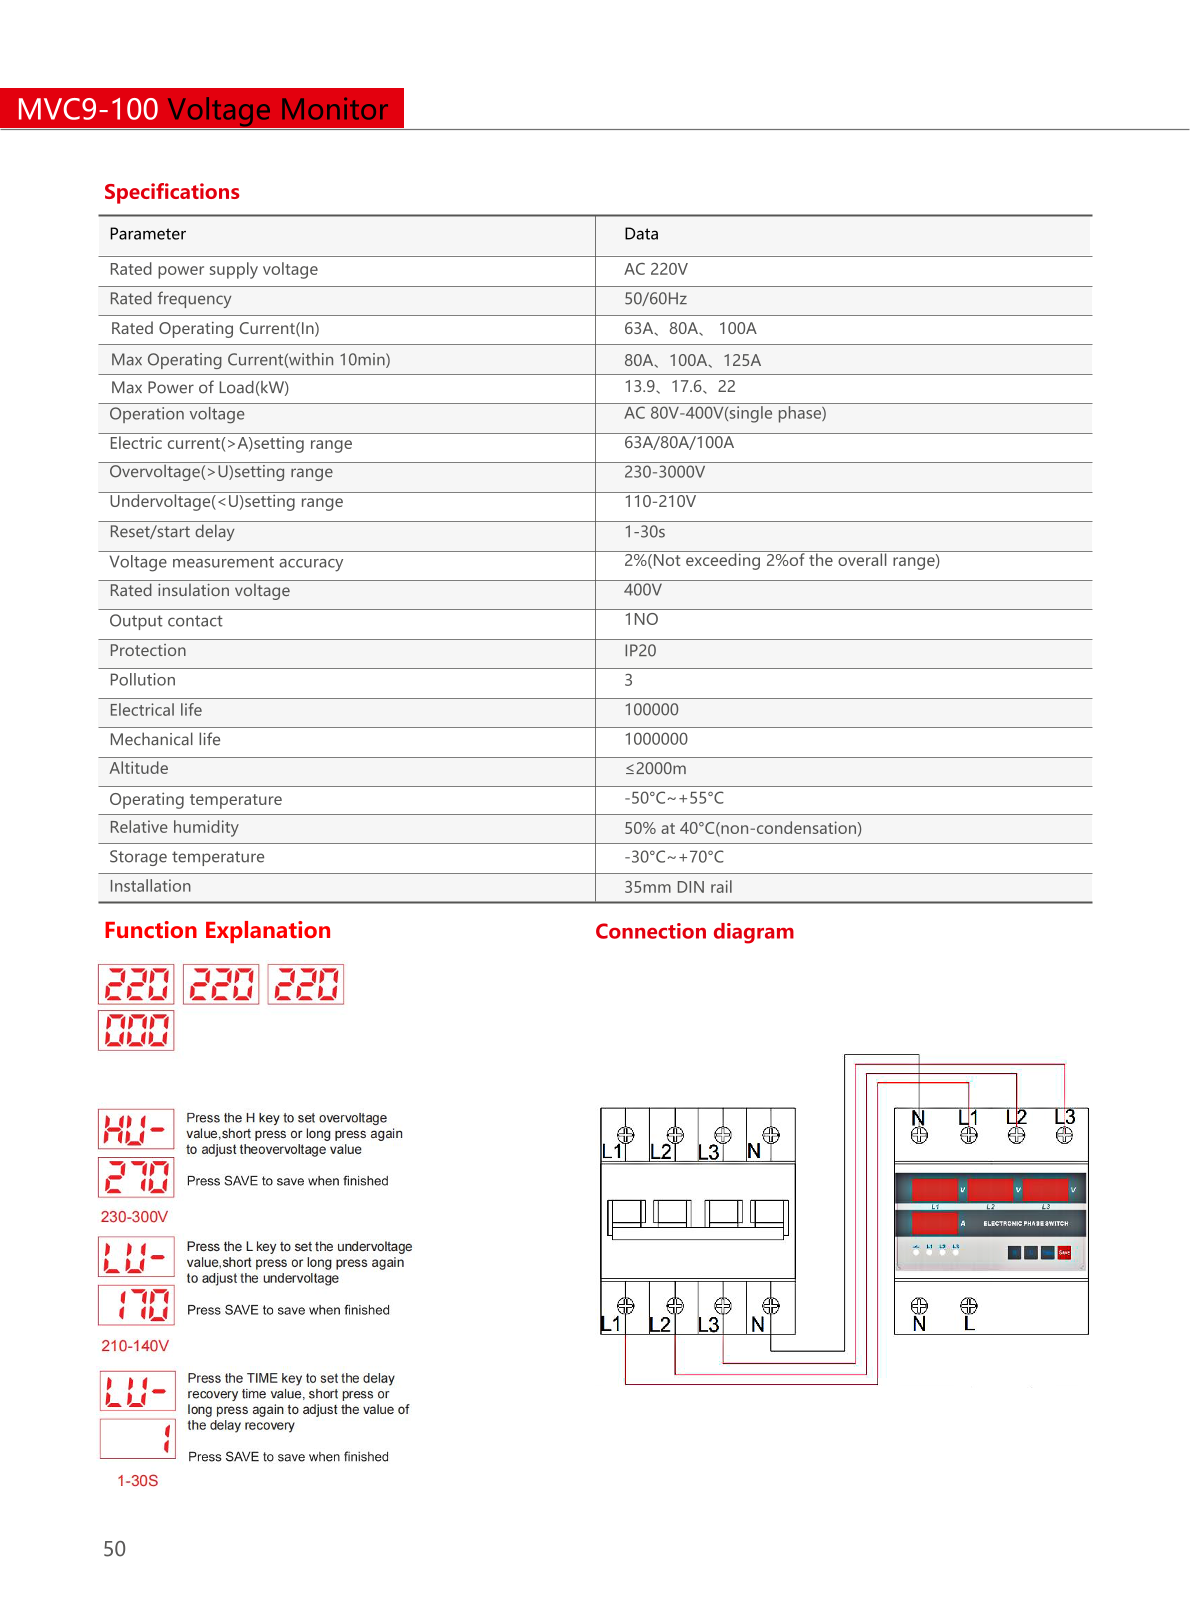 MVC9-100 Voltage Monitor
Specifications
Parameter Data
Rated power supply voltage AC 220V
Rated frequency 50/60Hz
Rated Operating Current(In) 63A、80A、 100A
Max Operating Current(within 10min) 80A、100A、125A
Max Power of Load(kW) 13.9、17.6、22
Operation voltage AC 80V-400V(single phase)
Electric current(>A)setting range 63A/80A/100A
Overvoltage(>U)setting range 230-3000V
Undervoltage(<U)setting range 110-210V
Reset/start delay 1-30s
Voltage measurement accuracy 2%(Not exceeding 2%of the overall range)
Rated insulation voltage 400V
Output contact 1NO
Protection IP20
Pollution 3
Electrical life 100000
Mechanical life 1000000
Altitude ≤2000m
Operating temperature -50°C~+55°C
Relative humidity 50% at 40°C(non-condensation)
Storage temperature -30°C~+70°C
Installation 35mm DIN rail
Function Explanation
220 220 220
000
HU-
Press the H key to set overvoltage
value,short press or long press again
to adjust theovervoltage value
270
Press SAVE to save when finished
230-300V
LU-
Press the L key to set the undervoltage
value,short press or long press again
to adjust the undervoltage
170
Press SAVE to save when finished
210-140V
LU-
Press the TIME key to set the delay
recovery time value, short press or
long press again to adjust the value of
the delay recovery
1
Press SAVE to save when finished
1-30S
Connection diagram
L1 L2 L3 N
L1 L2 L3 N
N L1 L2 L3
V V V
L1 L2 L3
A ELECTRONIC PHASE SWITCH
L1 L2 L3
Save
N L
50